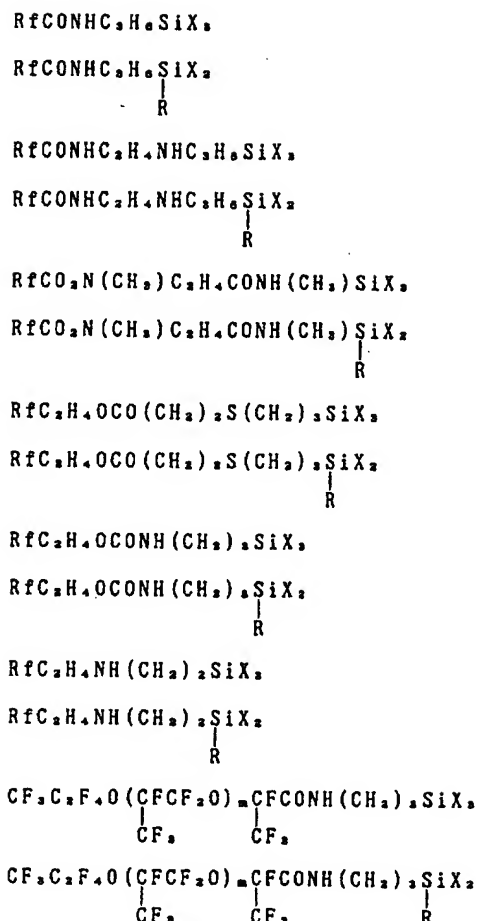 RfCONHC₃H₆SiX₃
RfCONHC₃H₆SiX₂
R
RfCONHC₂H₄NHC₃H₆SiX₃
RfCONHC₂H₄NHC₃H₆SiX₂
R
RfCO₂N(CH₃)C₂H₄CONH(CH₃)SiX₃
RfCO₂N(CH₃)C₂H₄CONH(CH₃)SiX₂
R
RfC₂H₄OCO(CH₂)₂S(CH₂)₃SiX₃
RfC₂H₄OCO(CH₂)₂S(CH₂)₃SiX₂
R
RfC₂H₄OCONH(CH₂)₃SiX₃
RfC₂H₄OCONH(CH₂)₃SiX₂
R
RfC₂H₄NH(CH₂)₂SiX₃
RfC₂H₄NH(CH₂)₂SiX₂
R
CF₃C₂F₄O(CFCF₂O)ₘCFCONH(CH₂)₃SiX₃
CF₃ CF₃
CF₃C₂F₄O(CFCF₂O)ₘCFCONH(CH₂)₃SiX₂
CF₃ CF₃ R